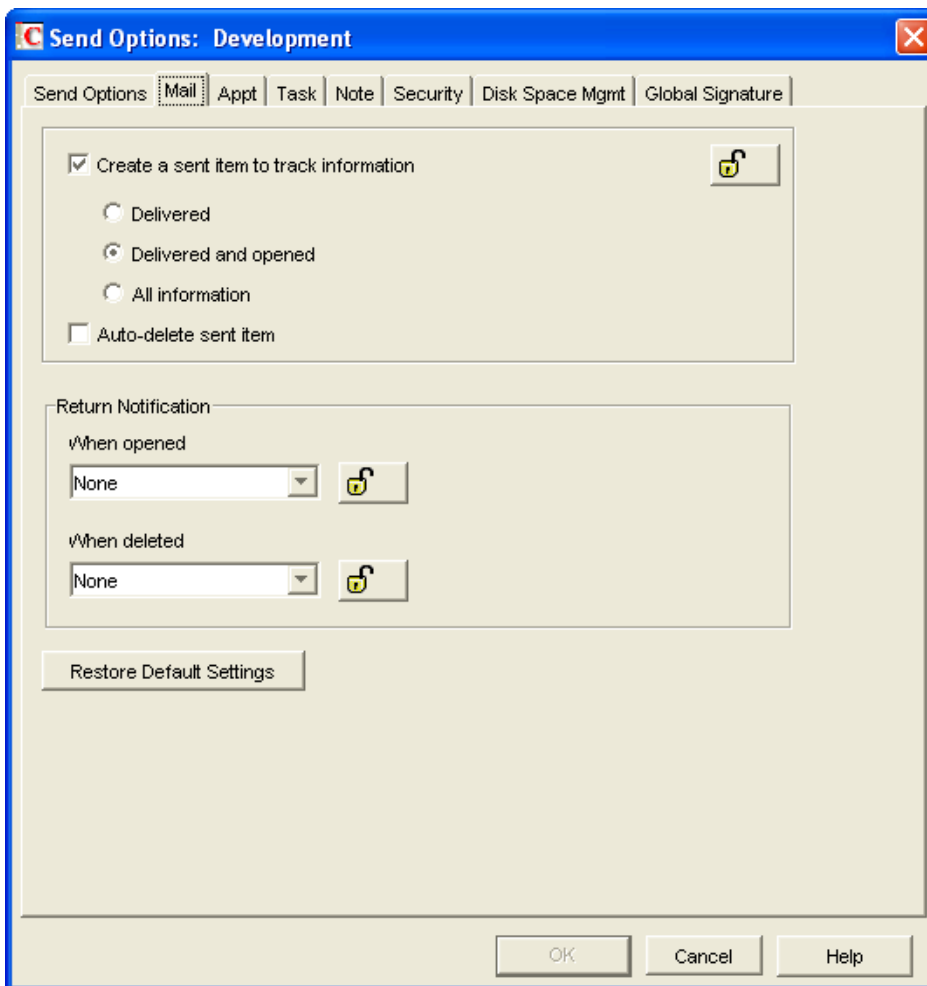 C Send Options: Development
Send Options Mail Appt Task Note Security Disk Space Mgmt Global Signature
Create a sent item to track information
Delivered
Delivered and opened
All information
Auto-delete sent item
Return Notification
When opened
None
When deleted
None
Restore Default Settings
OK Cancel Help